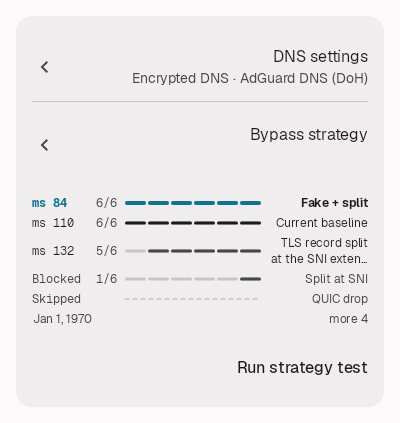 DNS settings
Encrypted DNS · AdGuard DNS (DoH)
Bypass strategy
Fake + split 6/6 ms 84
Current baseline 6/6 ms 110
TLS record split
at the SNI exten… 5/6 ms 132
Split at SNI 1/6 Blocked
QUIC drop Skipped
more 4 Jan 1, 1970
Run strategy test